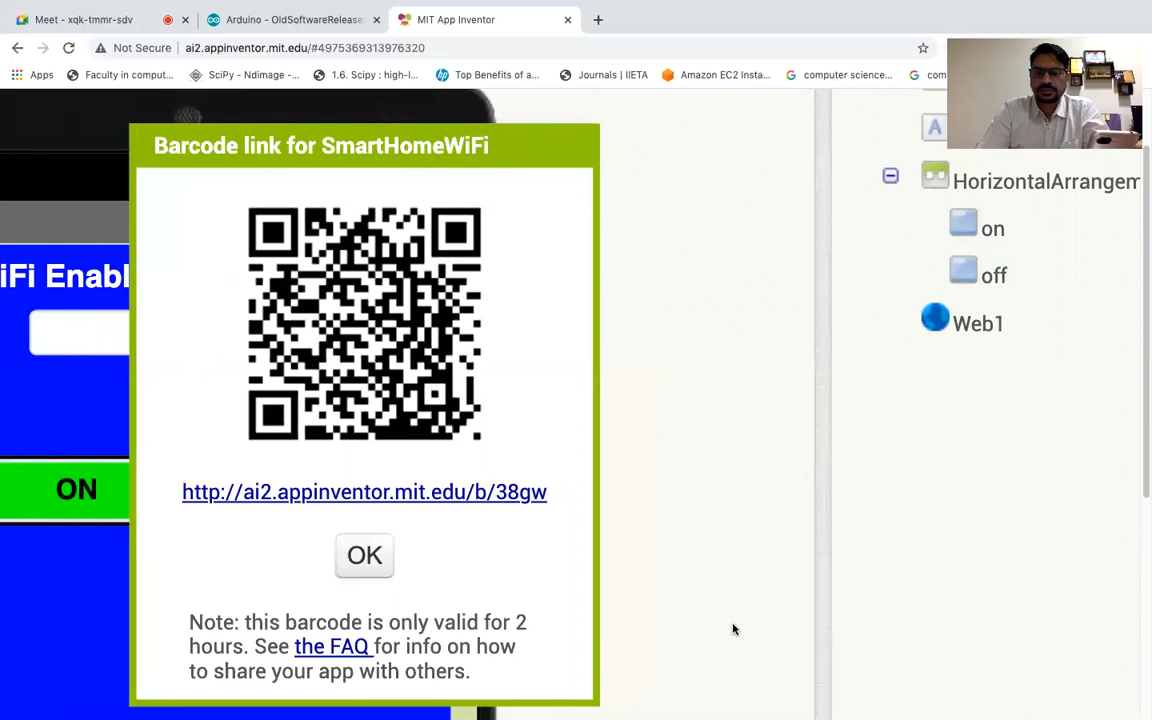 Meet - xqk-tmmr-sdv
Arduino - OldSoftwareRelease
MIT App Inventor
Not Secure
ai2.appinventor.mit.edu/#4975369313976320
Apps
Faculty in comput...
SciPy - Ndimage -...
1.6. Scipy : high-l...
Top Benefits of a...
Journals | IIETA
Amazon EC2 Insta...
computer science...
com
Barcode link for SmartHomeWiFi
A
HorizontalArrangem
on
off
Web1
iFi Enabl
ON
http://ai2.appinventor.mit.edu/b/38gw
OK
Note: this barcode is only valid for 2
hours. See the FAQ for info on how
to share your app with others.